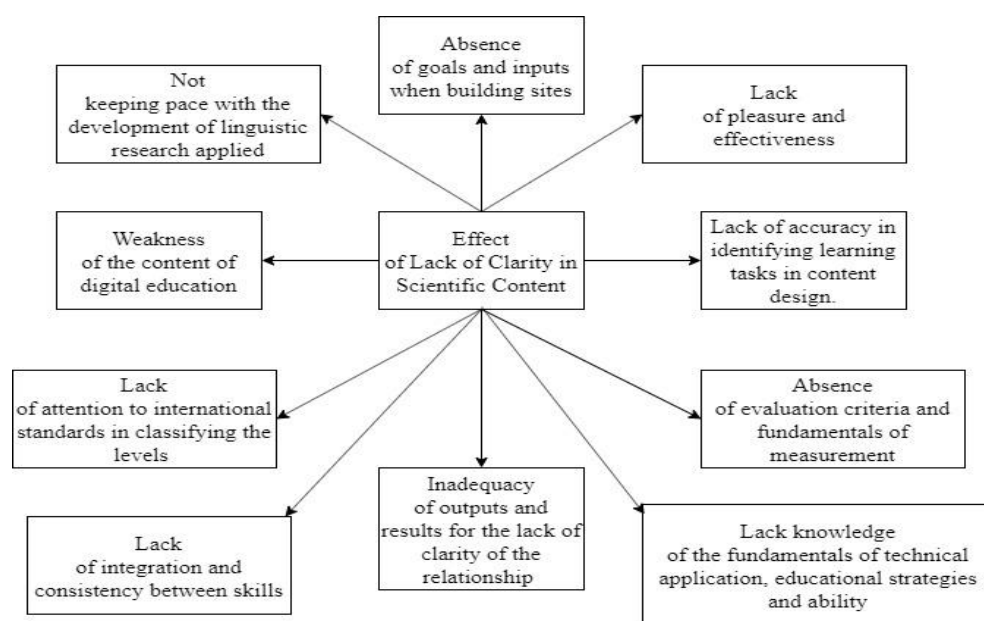 Absence
of goals and inputs
when building sites
Not
keeping pace with the
development of linguistic
research applied
Lack
of pleasure and
effectiveness
Weakness
of the content of
digital education
Effect
of Lack of Clarity in
Scientific Content
Lack of accuracy in
identifying learning
tasks in content
design.
Lack
of attention to international
standards in classifying the
levels
Absence
of evaluation criteria and
fundamentals of
measurement
Inadequacy
of outputs and
results for the lack of
clarity of the
relationship
Lack
of integration and
consistency between skills
Lack knowledge
of the fundamentals of technical
application, educational strategies
and ability